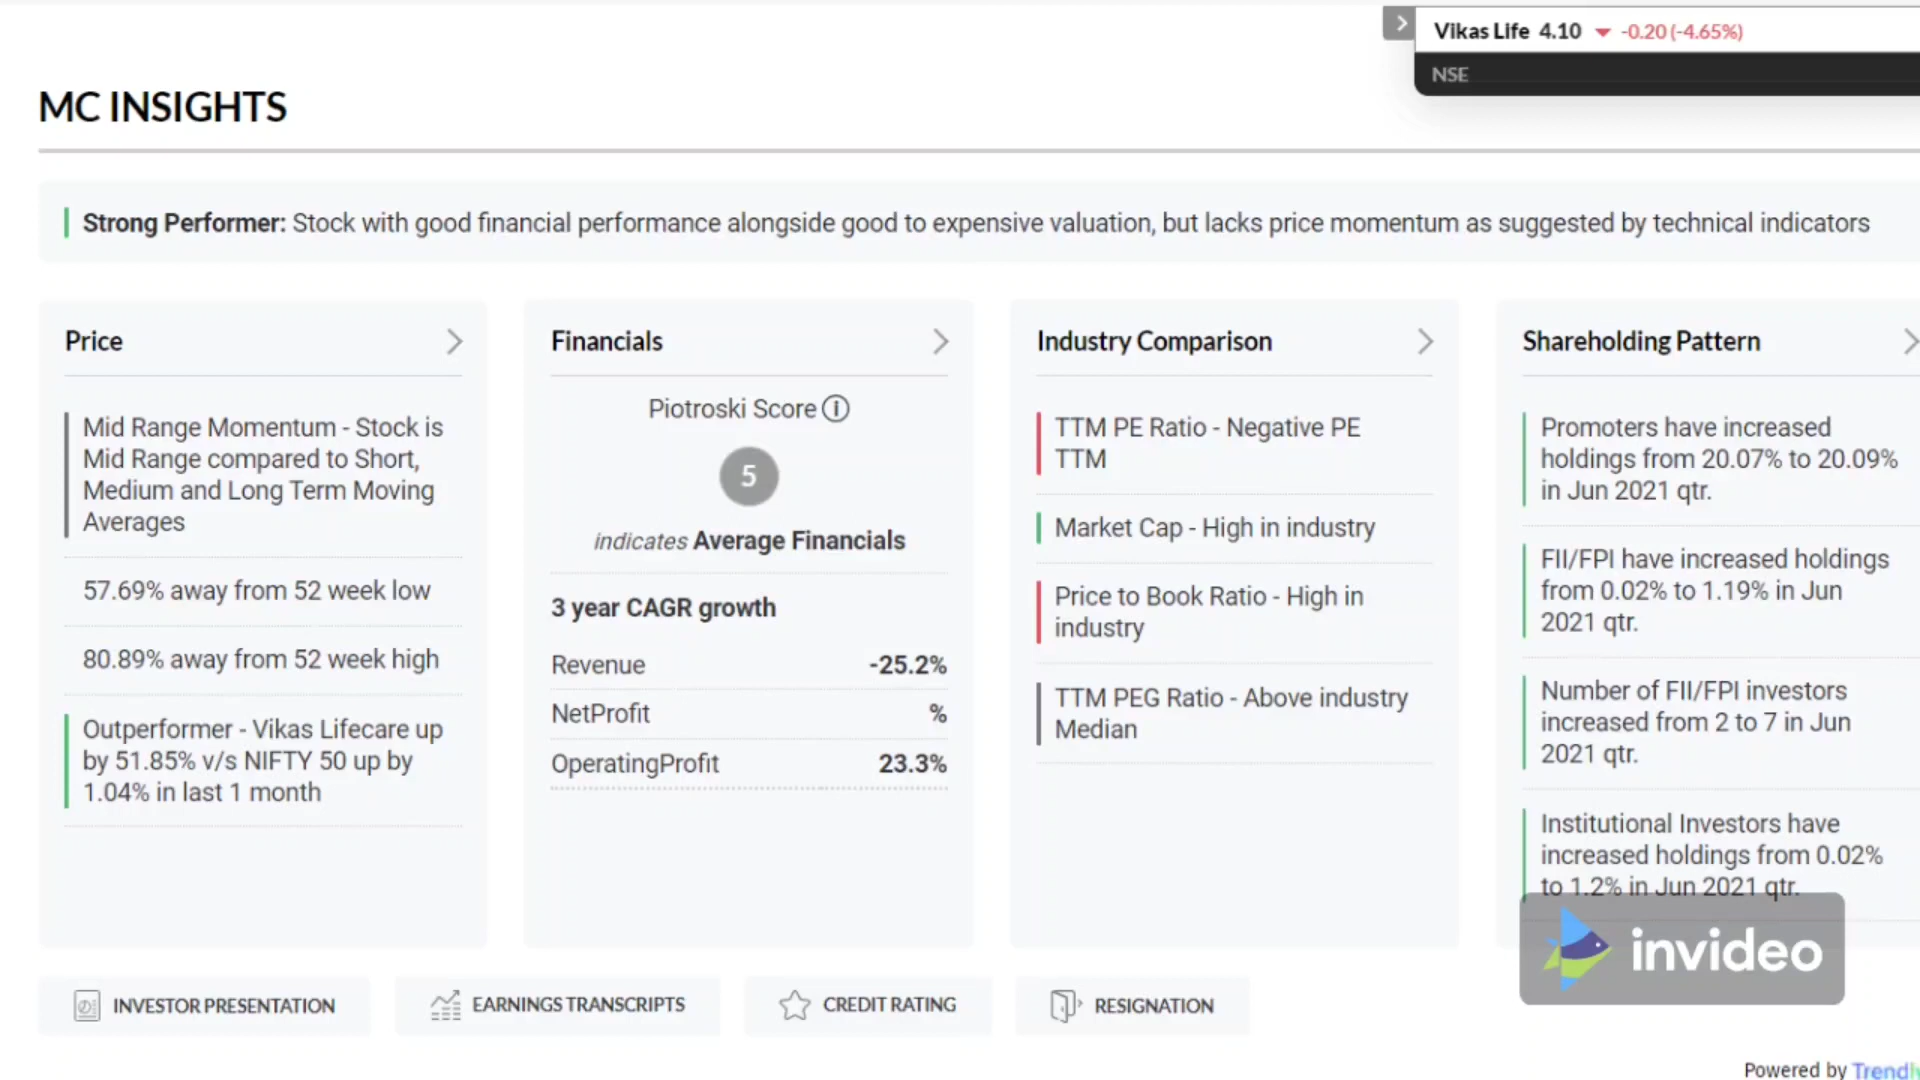 Vikas Life 4.10 -0.20 (-4.65%)
NSE
MC INSIGHTS
Strong Performer: Stock with good financial performance alongside good to expensive valuation, but lacks price momentum as suggested by technical indicators
Price
Mid Range Momentum - Stock is
Mid Range compared to Short,
Medium and Long Term Moving
Averages
57.69% away from 52 week low
80.89% away from 52 week high
Outperformer - Vikas Lifecare up
by 51.85% v/s NIFTY 50 up by
1.04% in last 1 month
Financials
Piotroski Score
5
indicates Average Financials
3 year CAGR growth
Revenue -25.2%
NetProfit %
OperatingProfit 23.3%
Industry Comparison
TTM PE Ratio - Negative PE
TTM
Market Cap - High in industry
Price to Book Ratio - High in
industry
TTM PEG Ratio - Above industry
Median
Shareholding Pattern
Promoters have increased
holdings from 20.07% to 20.09%
in Jun 2021 qtr.
FII/FPI have increased holdings
from 0.02% to 1.19% in Jun
2021 qtr.
Number of FII/FPI investors
increased from 2 to 7 in Jun
2021 qtr.
Institutional Investors have
increased holdings from 0.02%
to 1.2% in Jun 2021 qtr.
invideo
INVESTOR PRESENTATION
EARNINGS TRANSCRIPTS
CREDIT RATING
RESIGNATION
Powered by Trendly